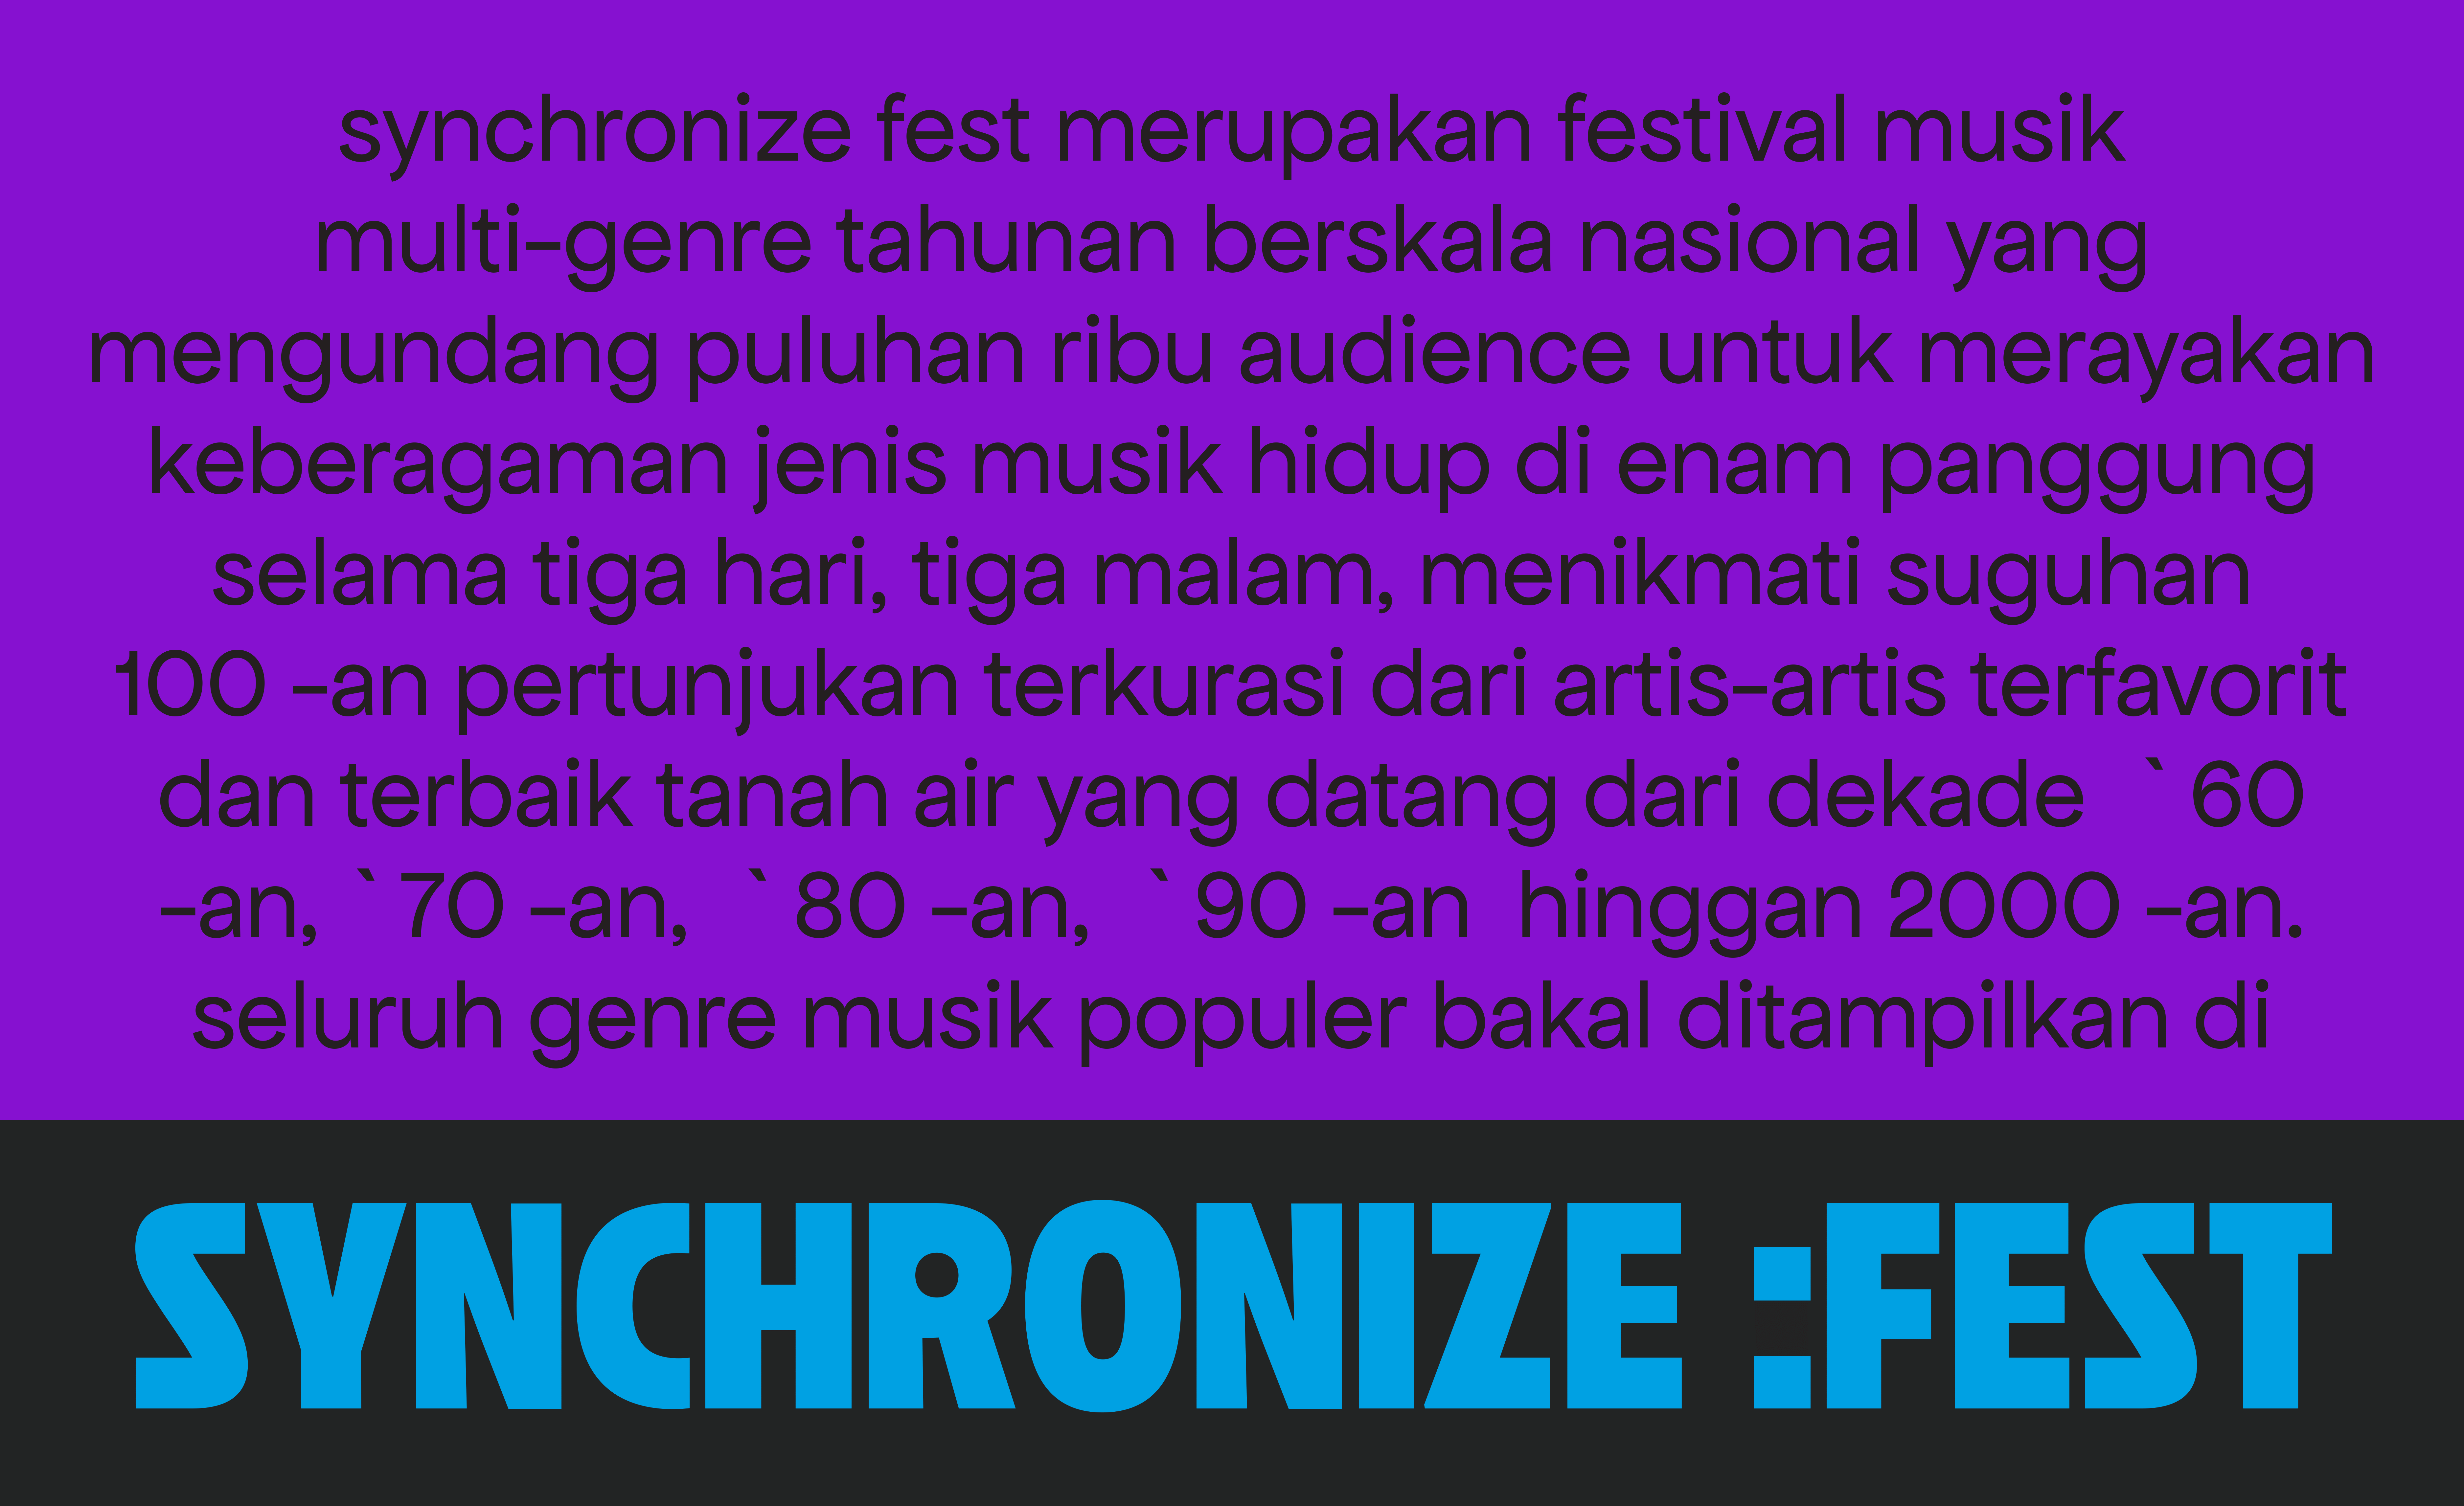 synchronize fest merupakan festival musik
multi-genre tahunan berskala nasional yang
mengundang puluhan ribu audience untuk merayakan
keberagaman jenis musik hidup di enam panggung
selama tiga hari, tiga malam, menikmati suguhan
100 -an pertunjukan terkurasi dari artis-artis terfavorit
dan terbaik tanah air yang datang dari dekade `60
-an, `70 -an, `80 -an, `90 -an hinggan 2000 -an.
seluruh genre musik populer bakal ditampilkan di
SYNCHRONIZE :FEST